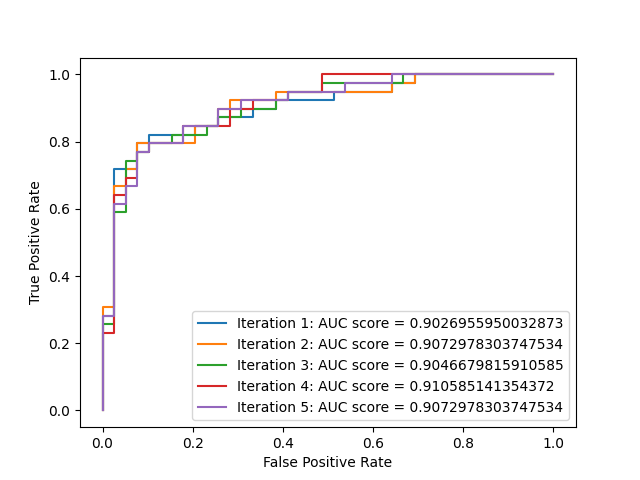 1.0
0.8
0.6
0.4
0.2
0.0
True Positive Rate
Iteration 1: AUC score = 0.9026955950032873
Iteration 2: AUC score = 0.9072978303747534
Iteration 3: AUC score = 0.9046679815910585
Iteration 4: AUC score = 0.910585141354372
Iteration 5: AUC score = 0.9072978303747534
0.0 0.2 0.4 0.6 0.8 1.0
False Positive Rate